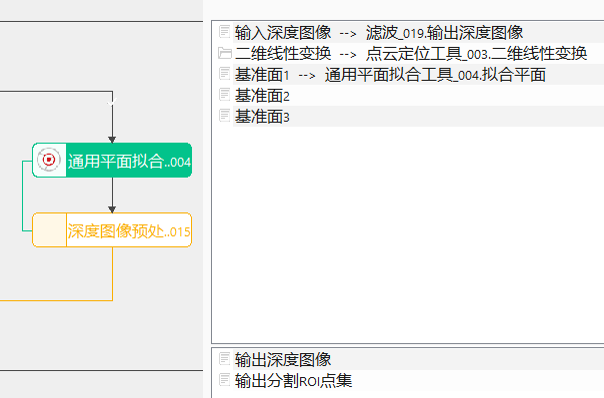 输入深度图像 --> 滤波_019.输出深度图像
二维线性变换 --> 点云定位工具_003.二维线性变换
基准面1 --> 通用平面拟合工具_004.拟合平面
基准面2
基准面3
通用平面拟合..004
深度图像预处..015
输出深度图像
输出分割ROI点集